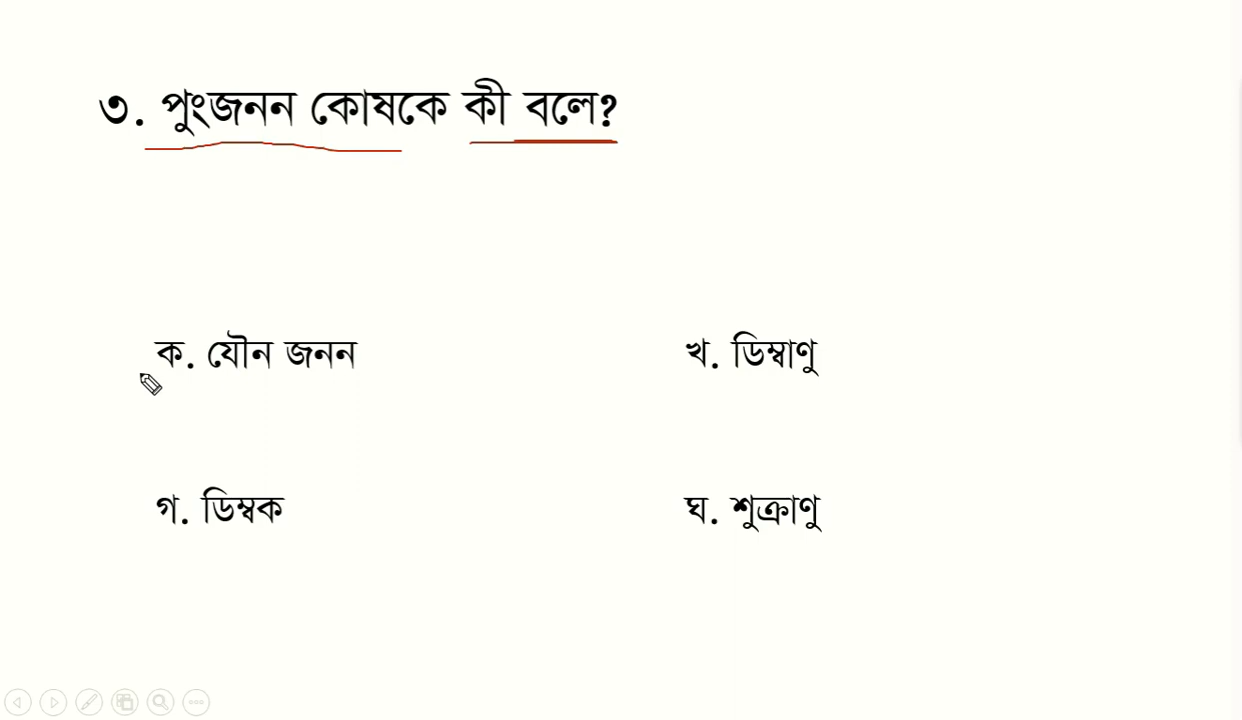 ৩. পুংজনন কোষকে কী বলে?
ক. যৌন জনন
খ. ডিম্বাণু
গ. ডিম্বক
ঘ. শুক্রাণু